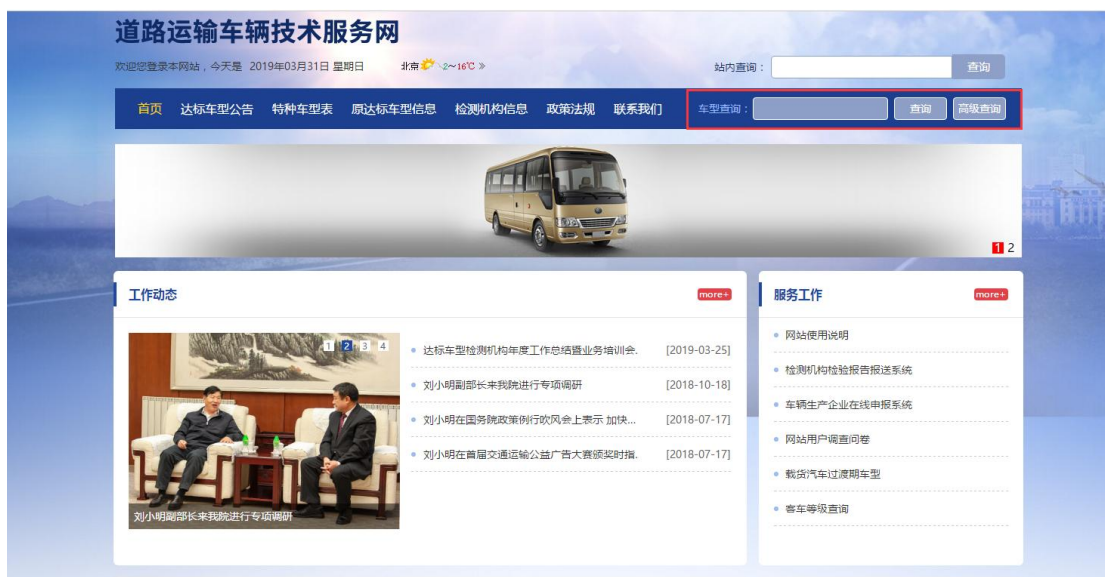 道路运输车辆技术服务网
欢迎您登录本网站，今天是 2019年03月31日 星期日 北京 -2～16℃ »
站内查询： 查询
首页 达标车型公告 特种车型表 原达标车型信息 检测机构信息 政策法规 联系我们 车型查询： 查询 高级查询
1 2
工作动态 more+
1 2 3 4
达标车型检测机构年度工作总结暨业务培训会. [2019-03-25]
刘小明副部长来我院进行专项调研 [2018-10-18]
刘小明在国务院政策例行吹风会上表示 加快... [2018-07-17]
刘小明在首届交通运输公益广告大赛颁奖时指. [2018-07-17]
刘小明副部长来我院进行专项调研
服务工作 more+
网站使用说明
检测机构检验报告报送系统
车辆生产企业在线申报系统
网站用户调查问卷
载货汽车过渡期车型
客车等级查询